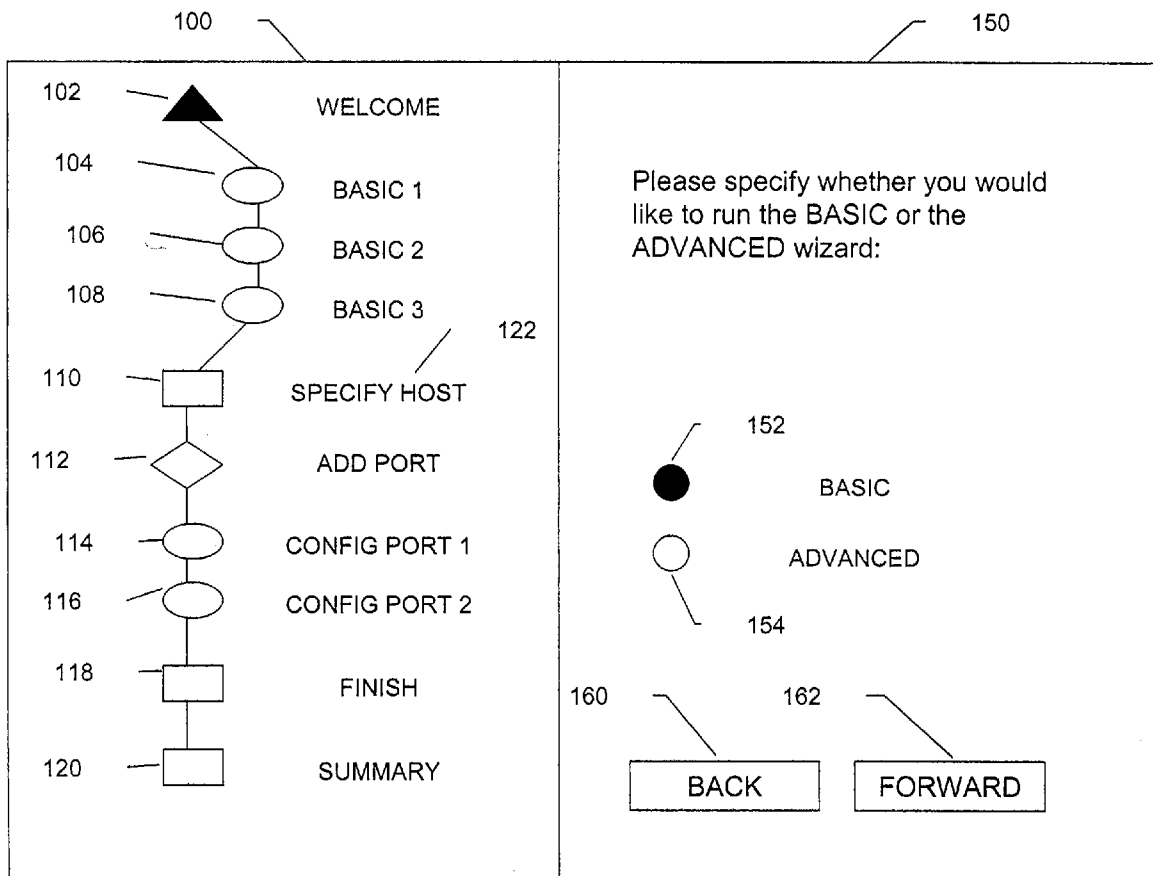 100
150
102
WELCOME
104
BASIC 1
106
BASIC 2
108
BASIC 3
122
110
SPECIFY HOST
112
ADD PORT
114
CONFIG PORT 1
116
CONFIG PORT 2
118
FINISH
120
SUMMARY
Please specify whether you would
like to run the BASIC or the
ADVANCED wizard:
152
BASIC
ADVANCED
154
160
162
BACK
FORWARD